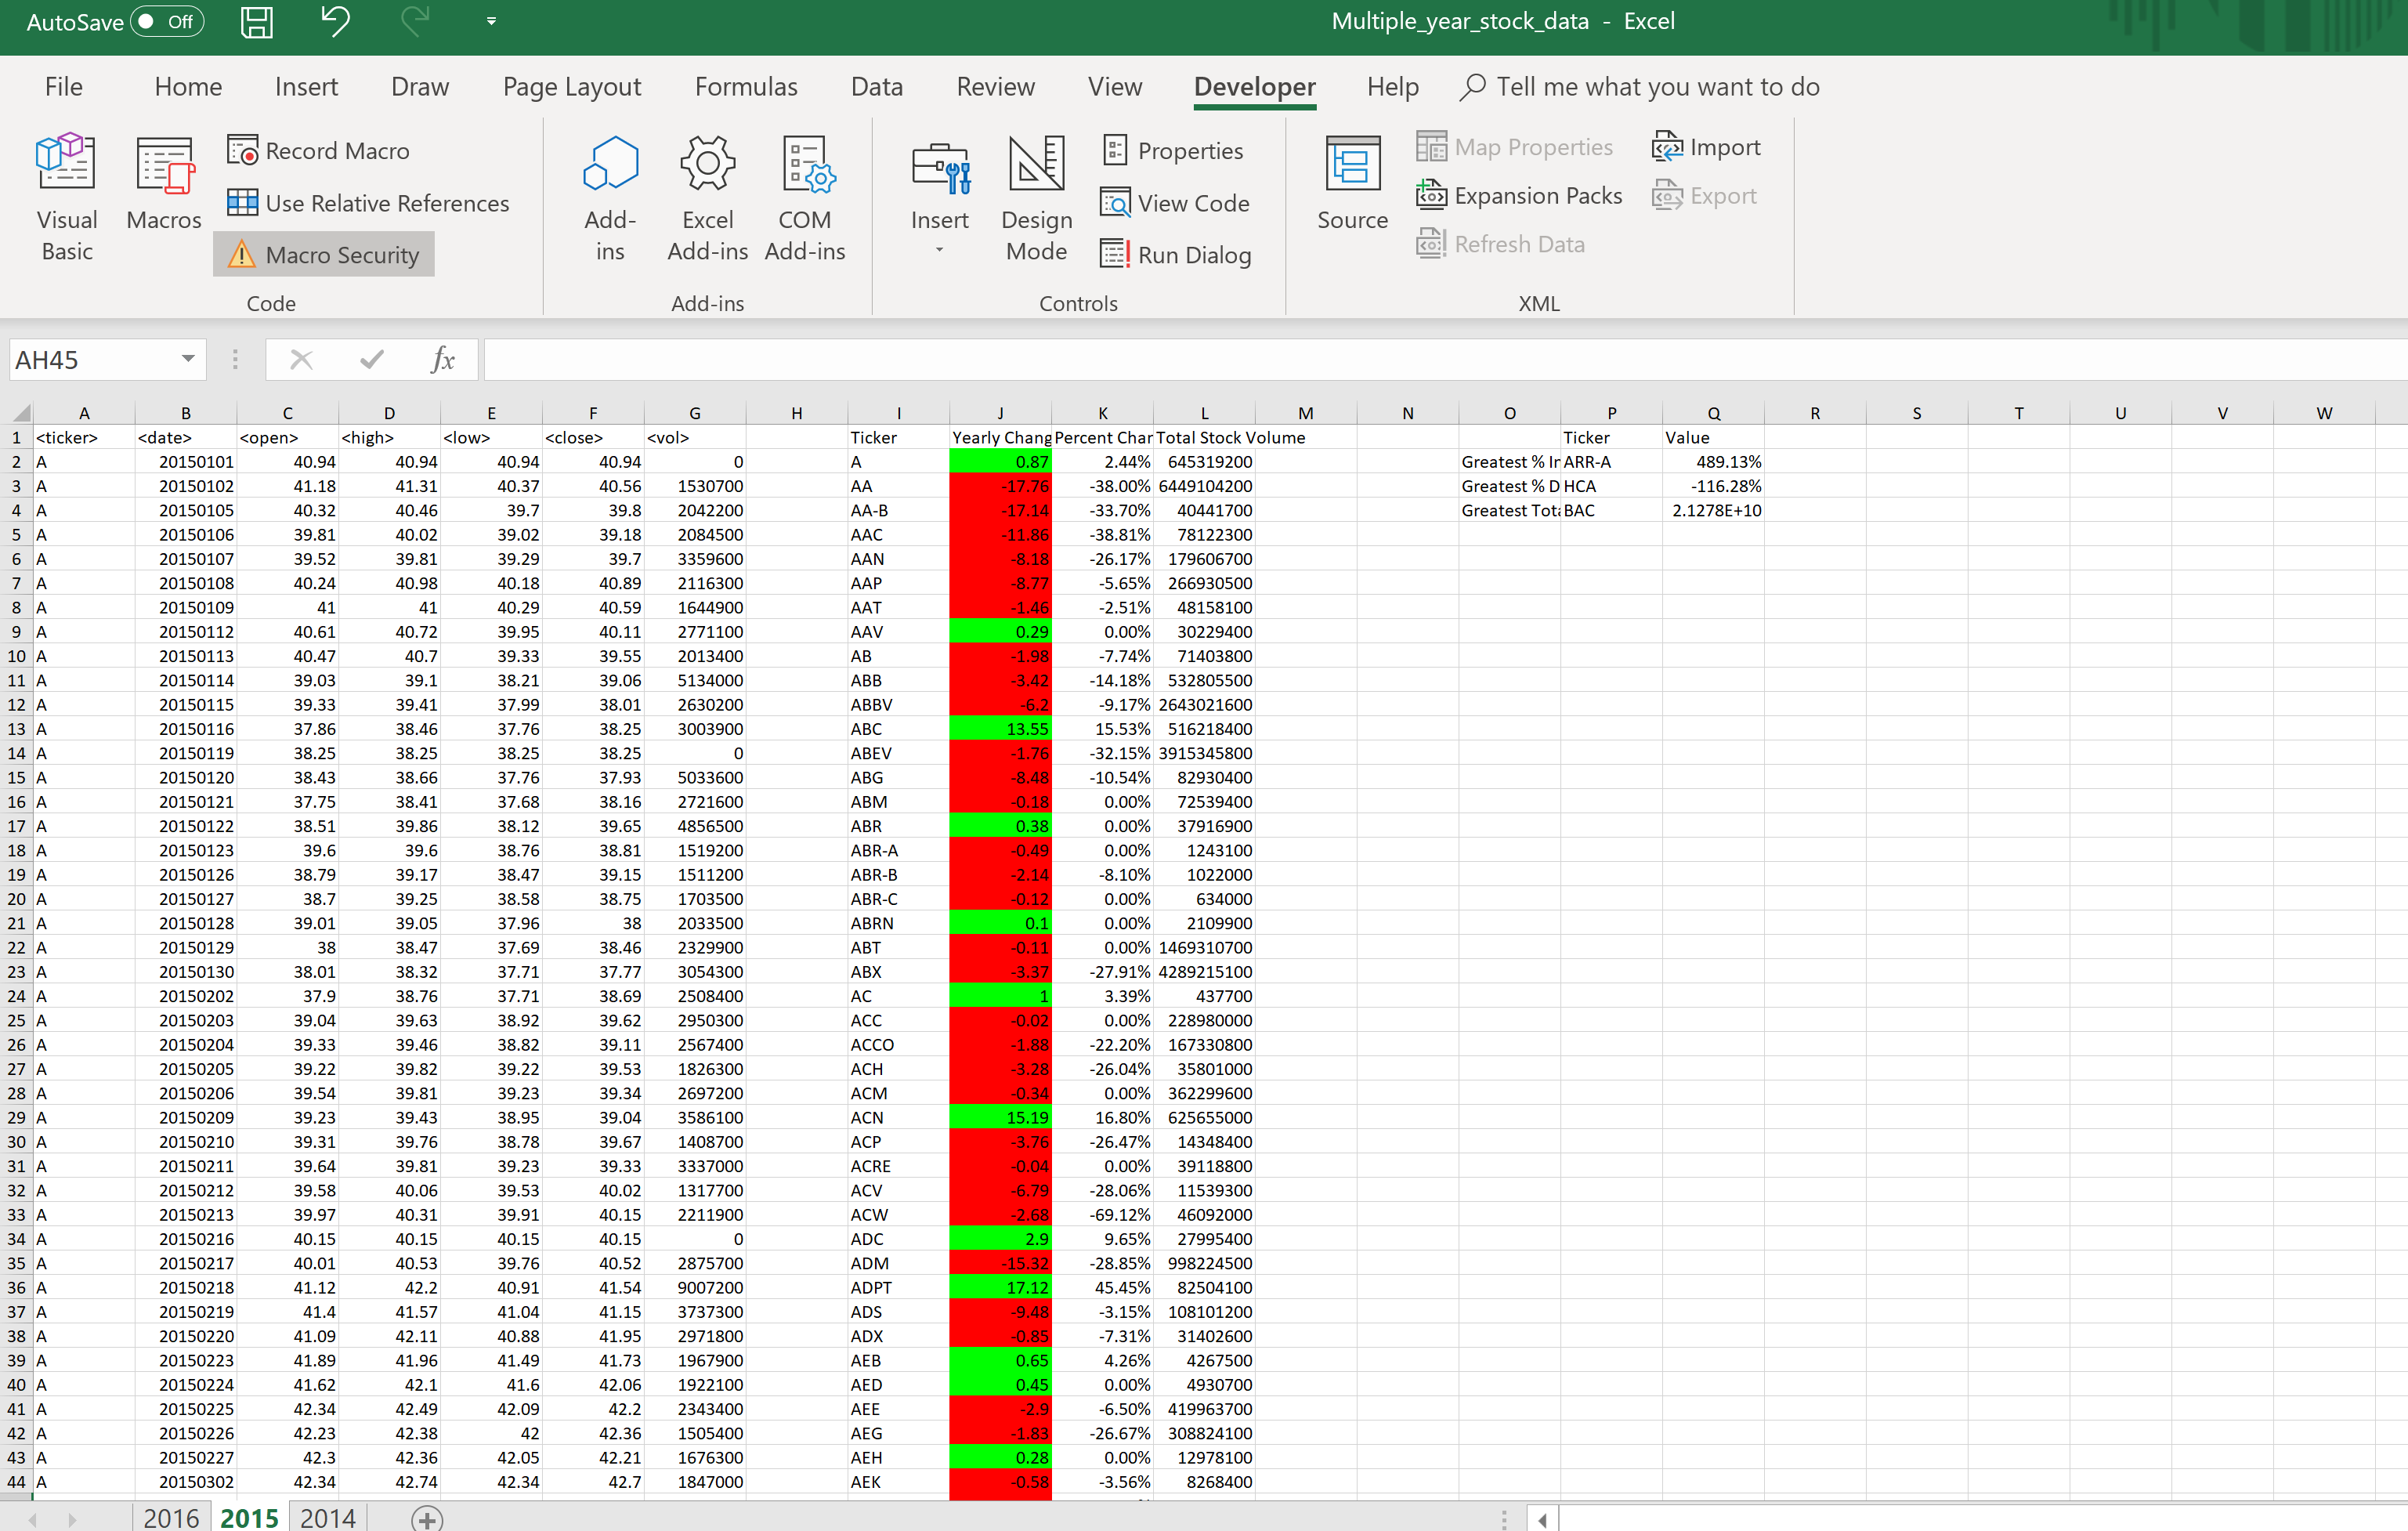 AutoSave Off Multiple_year_stock_data - Excel
File Home Insert Draw Page Layout Formulas Data Review View Developer Help Tell me what you want to do
Visual Basic
Macros
Record Macro
Use Relative References
Macro Security
Code
Add-ins
Excel Add-ins
COM Add-ins
Add-ins
Insert
Design Mode
Properties
View Code
Run Dialog
Controls
Source
Map Properties
Expansion Packs
Refresh Data
Import
Export
XML
AH45 fx
A B C D E F G H I J K L M N O P Q R S T U V W
1 <ticker> <date> <open> <high> <low> <close> <vol> Ticker Yearly Chang Percent Char Total Stock Volume Ticker Value
2 A 20150101 40.94 40.94 40.94 40.94 0 A 0.87 2.44% 645319200 Greatest % In ARR-A 489.13%
3 A 20150102 41.18 41.31 40.37 40.56 1530700 AA -17.76 -38.00% 6449104200 Greatest % D HCA -116.28%
4 A 20150105 40.32 40.46 39.7 39.8 2042200 AA-B -17.14 -33.70% 40441700 Greatest Tota BAC 2.1278E+10
5 A 20150106 39.81 40.02 39.02 39.18 2084500 AAC -11.86 -38.81% 78122300
6 A 20150107 39.52 39.81 39.29 39.7 3359600 AAN -8.18 -26.17% 179606700
7 A 20150108 40.24 40.98 40.18 40.89 2116300 AAP -8.77 -5.65% 266930500
8 A 20150109 41 41 40.29 40.59 1644900 AAT -1.46 -2.51% 48158100
9 A 20150112 40.61 40.72 39.95 40.11 2771100 AAV 0.29 0.00% 30229400
10 A 20150113 40.47 40.7 39.33 39.55 2013400 AB -1.98 -7.74% 71403800
11 A 20150114 39.03 39.1 38.21 39.06 5134000 ABB -3.42 -14.18% 532805500
12 A 20150115 39.33 39.41 37.99 38.01 2630200 ABBV -6.2 -9.17% 2643021600
13 A 20150116 37.86 38.46 37.76 38.25 3003900 ABC 13.55 15.53% 516218400
14 A 20150119 38.25 38.25 38.25 38.25 0 ABEV -1.76 -32.15% 3915345800
15 A 20150120 38.43 38.66 37.76 37.93 5033600 ABG -8.48 -10.54% 82930400
16 A 20150121 37.75 38.41 37.68 38.16 2721600 ABM -0.18 0.00% 72539400
17 A 20150122 38.51 39.86 38.12 39.65 4856500 ABR 0.38 0.00% 37916900
18 A 20150123 39.6 39.6 38.76 38.81 1519200 ABR-A -0.49 0.00% 1243100
19 A 20150126 38.79 39.17 38.47 39.15 1511200 ABR-B -2.14 -8.10% 1022000
20 A 20150127 38.7 39.25 38.58 38.75 1703500 ABR-C -0.12 0.00% 634000
21 A 20150128 39.01 39.05 37.96 38 2033500 ABRN 0.1 0.00% 2109900
22 A 20150129 38 38.47 37.69 38.46 2329900 ABT -0.11 0.00% 1469310700
23 A 20150130 38.01 38.32 37.71 37.77 3054300 ABX -3.37 -27.91% 4289215100
24 A 20150202 37.9 38.76 37.71 38.69 2508400 AC 1 3.39% 437700
25 A 20150203 39.04 39.63 38.92 39.62 2950300 ACC -0.02 0.00% 228980000
26 A 20150204 39.33 39.46 38.82 39.11 2567400 ACCO -1.88 -22.20% 167330800
27 A 20150205 39.22 39.82 39.22 39.53 1826300 ACH -3.28 -26.04% 35801000
28 A 20150206 39.54 39.81 39.23 39.34 2697200 ACM -0.34 0.00% 362299600
29 A 20150209 39.23 39.43 38.95 39.04 3586100 ACN 15.19 16.80% 625655000
30 A 20150210 39.31 39.76 38.78 39.67 1408700 ACP -3.76 -26.47% 14348400
31 A 20150211 39.64 39.81 39.23 39.33 3337000 ACRE -0.04 0.00% 39118800
32 A 20150212 39.58 40.06 39.53 40.02 1317700 ACV -6.79 -28.06% 11539300
33 A 20150213 39.97 40.31 39.91 40.15 2211900 ACW -2.68 -69.12% 46092000
34 A 20150216 40.15 40.15 40.15 40.15 0 ADC 2.9 9.65% 27995400
35 A 20150217 40.01 40.53 39.76 40.52 2875700 ADM -15.32 -28.85% 998224500
36 A 20150218 41.12 42.2 40.91 41.54 9007200 ADPT 17.12 45.45% 82504100
37 A 20150219 41.4 41.57 41.04 41.15 3737300 ADS -9.48 -3.15% 108101200
38 A 20150220 41.09 42.11 40.88 41.95 2971800 ADX -0.85 -7.31% 31402600
39 A 20150223 41.89 41.96 41.49 41.73 1967900 AEB 0.65 4.26% 4267500
40 A 20150224 41.62 42.1 41.6 42.06 1922100 AED 0.45 0.00% 4930700
41 A 20150225 42.34 42.49 42.09 42.2 2343400 AEE -2.9 -6.50% 419963700
42 A 20150226 42.23 42.38 42 42.36 1505400 AEG -1.83 -26.67% 308824100
43 A 20150227 42.3 42.36 42.05 42.21 1676300 AEH 0.28 0.00% 12978100
44 A 20150302 42.34 42.74 42.34 42.7 1847000 AEK -0.58 -3.56% 8268400
2016 2015 2014